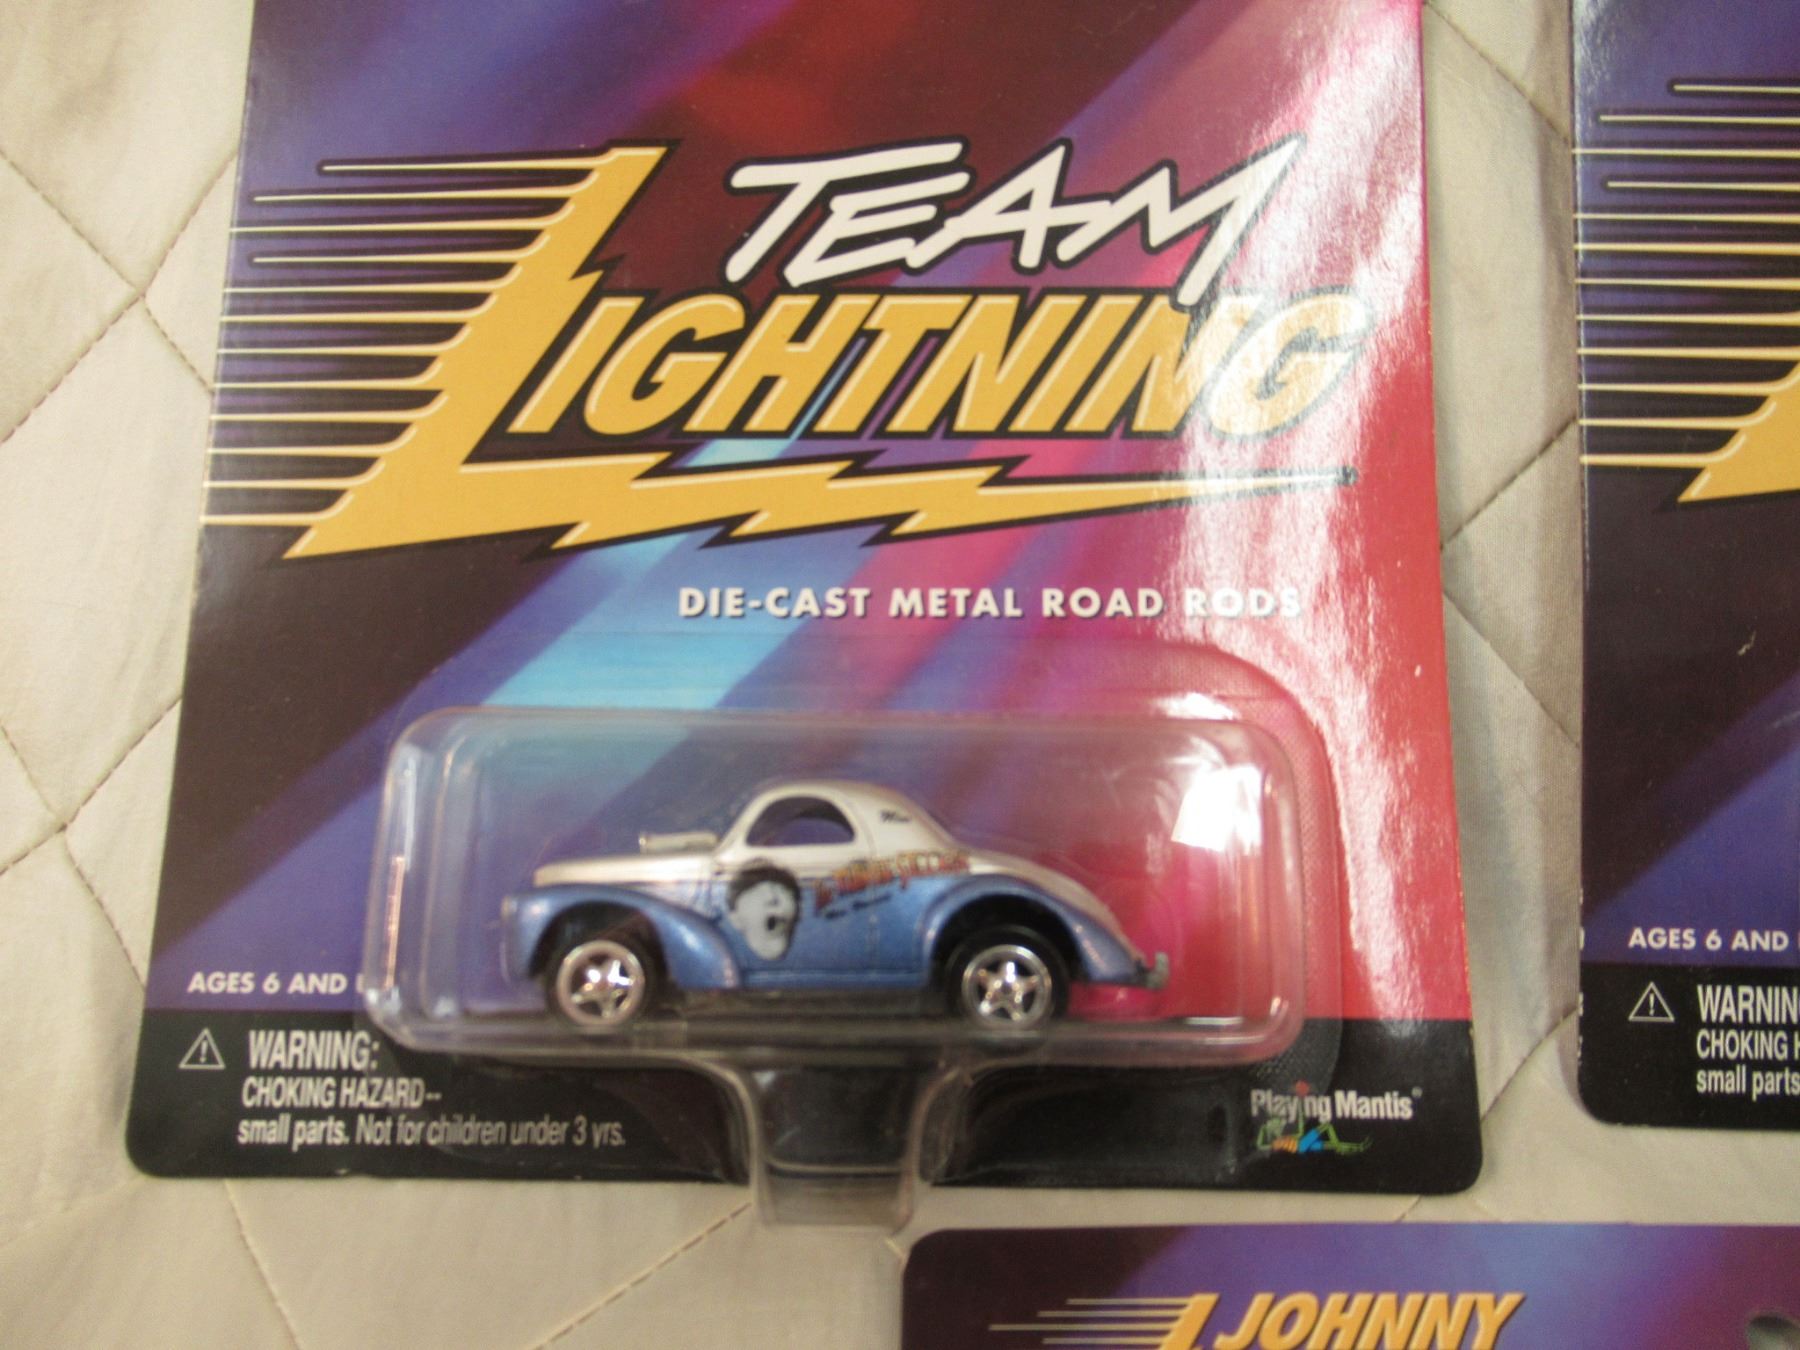 TEAM
LIGHTNING
DIE-CAST METAL ROAD RODS
AGES 6 AND
WARNING:
CHOKING HAZARD--
small parts. Not for children under 3 yrs.
Playing Mantis
AGES 6 AND
WARNING
CHOKING
small parts
JOHNNY